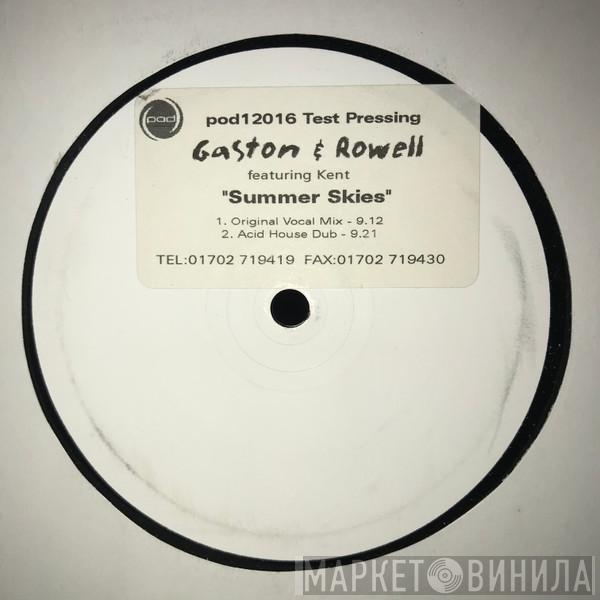 pod
pod12016 Test Pressing
Gaston & Rowell
featuring Kent
"Summer Skies"
1. Original Vocal Mix - 9.12
2. Acid House Dub - 9.21
TEL:01702 719419 FAX:01702 719430
МАРКЕТ ВИНИЛА